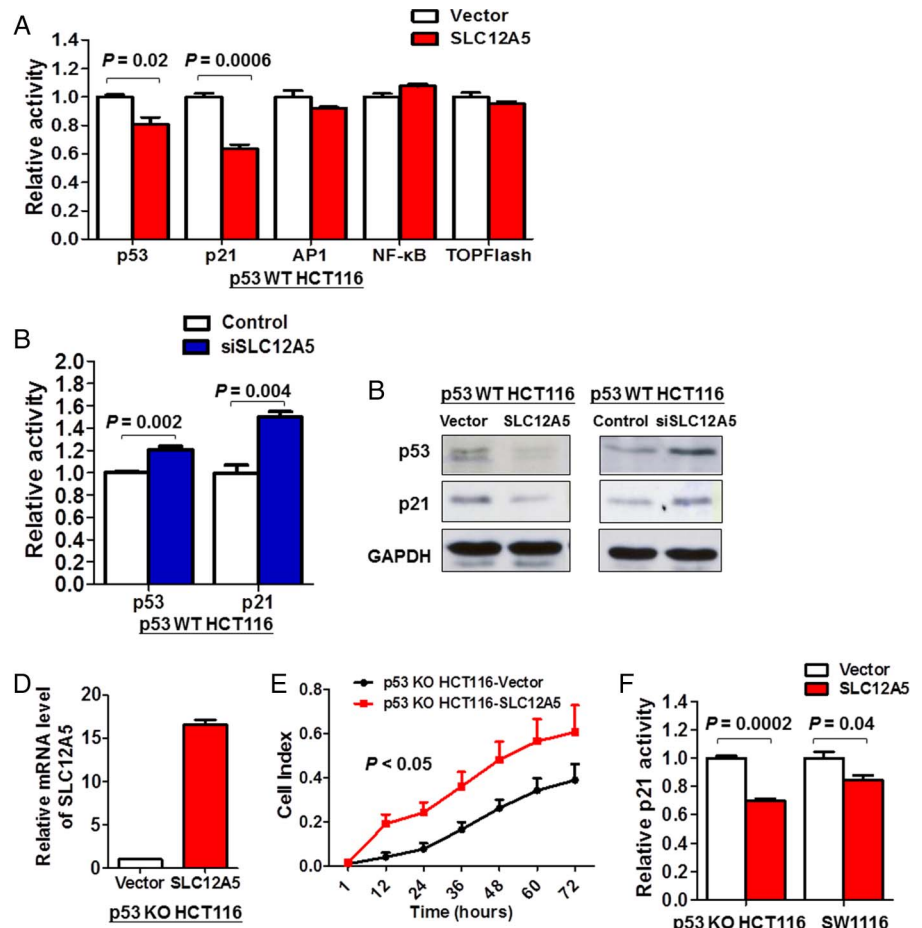 A
Vector
SLC12A5
Relative activity
1.4
1.2
1.0
0.8
0.6
0.4
0.2
0.0
P = 0.02
P = 0.0006
p53
p21
AP1
NF-κB
TOPFlash
p53 WT HCT116
B
Control
siSLC12A5
Relative activity
2.0
1.8
1.6
1.4
1.2
1.0
0.8
0.6
0.4
0.2
0.0
P = 0.002
P = 0.004
p53
p21
p53 WT HCT116
B
p53 WT HCT116
p53 WT HCT116
Vector
SLC12A5
Control
siSLC12A5
p53
p21
GAPDH
D
Relative mRNA level
of SLC12A5
20
15
10
5
0
Vector
SLC12A5
p53 KO HCT116
E
p53 KO HCT116-Vector
p53 KO HCT116-SLC12A5
Cell Index
0.8
0.6
0.4
0.2
0.0
P < 0.05
1
12
24
36
48
60
72
Time (hours)
F
Vector
SLC12A5
Relative p21 activity
1.4
1.2
1.0
0.8
0.6
0.4
0.2
0.0
P = 0.0002
P = 0.04
p53 KO HCT116
SW1116